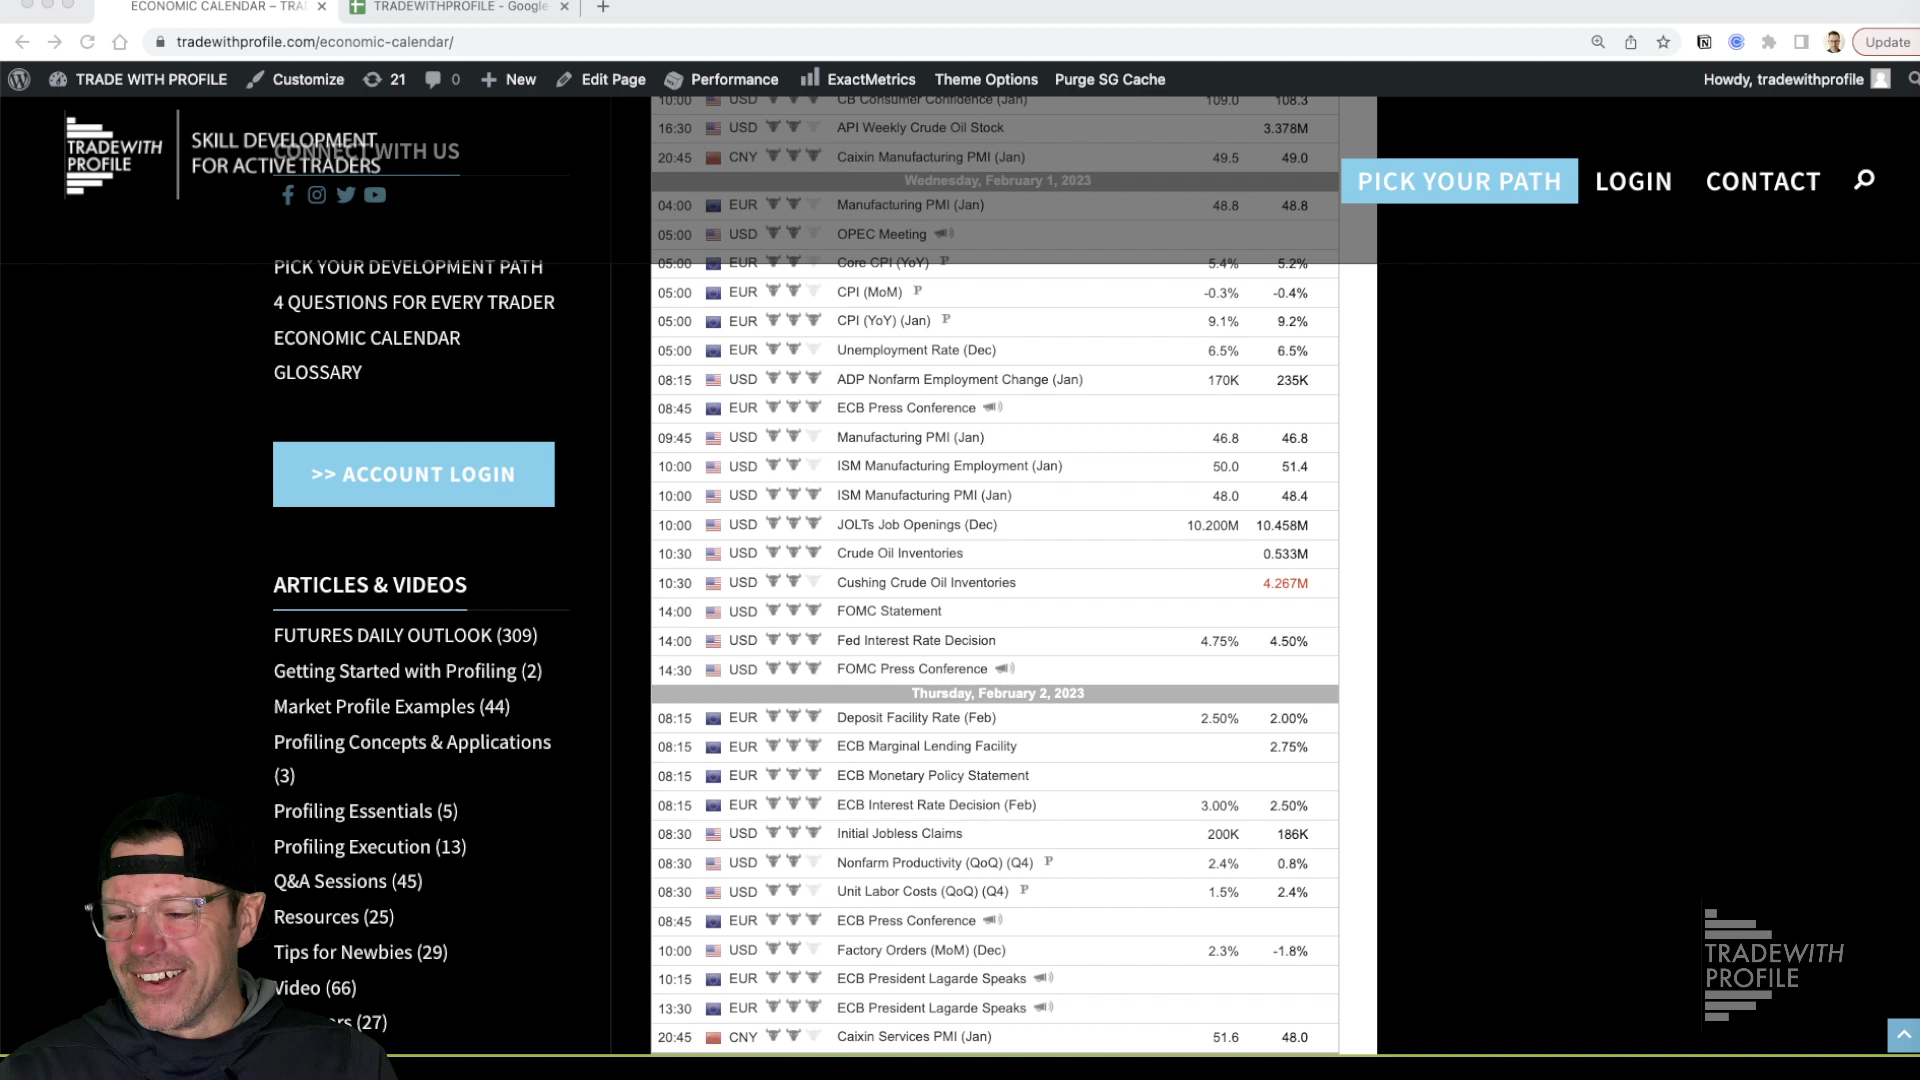 ECONOMIC CALENDAR – TRA
TRADEWITHPROFILE - Google
tradewithprofile.com/economic-calendar/
Update
TRADE WITH PROFILE
Customize
21
0
New
Edit Page
Performance
ExactMetrics
Theme Options
Purge SG Cache
Howdy, tradewithprofile
TRADEWITH
PROFILE
SKILL DEVELOPMENT
FOR ACTIVE TRADERS
CONNECT WITH US
PICK YOUR PATH
LOGIN
CONTACT
PICK YOUR DEVELOPMENT PATH
4 QUESTIONS FOR EVERY TRADER
ECONOMIC CALENDAR
GLOSSARY
>> ACCOUNT LOGIN
ARTICLES & VIDEOS
FUTURES DAILY OUTLOOK (309)
Getting Started with Profiling (2)
Market Profile Examples (44)
Profiling Concepts & Applications
(3)
Profiling Essentials (5)
Profiling Execution (13)
Q&A Sessions (45)
Resources (25)
Tips for Newbies (29)
Video (66)
rs (27)
10:00 USD CB Consumer Confidence (Jan) 109.0 108.3
16:30 USD API Weekly Crude Oil Stock 3.378M
20:45 CNY Caixin Manufacturing PMI (Jan) 49.5 49.0
Wednesday, February 1, 2023
04:00 EUR Manufacturing PMI (Jan) 48.8 48.8
05:00 USD OPEC Meeting
05:00 EUR Core CPI (YoY) P 5.4% 5.2%
05:00 EUR CPI (MoM) P -0.3% -0.4%
05:00 EUR CPI (YoY) (Jan) P 9.1% 9.2%
05:00 EUR Unemployment Rate (Dec) 6.5% 6.5%
08:15 USD ADP Nonfarm Employment Change (Jan) 170K 235K
08:45 EUR ECB Press Conference
09:45 USD Manufacturing PMI (Jan) 46.8 46.8
10:00 USD ISM Manufacturing Employment (Jan) 50.0 51.4
10:00 USD ISM Manufacturing PMI (Jan) 48.0 48.4
10:00 USD JOLTs Job Openings (Dec) 10.200M 10.458M
10:30 USD Crude Oil Inventories 0.533M
10:30 USD Cushing Crude Oil Inventories 4.267M
14:00 USD FOMC Statement
14:00 USD Fed Interest Rate Decision 4.75% 4.50%
14:30 USD FOMC Press Conference
Thursday, February 2, 2023
08:15 EUR Deposit Facility Rate (Feb) 2.50% 2.00%
08:15 EUR ECB Marginal Lending Facility 2.75%
08:15 EUR ECB Monetary Policy Statement
08:15 EUR ECB Interest Rate Decision (Feb) 3.00% 2.50%
08:30 USD Initial Jobless Claims 200K 186K
08:30 USD Nonfarm Productivity (QoQ) (Q4) P 2.4% 0.8%
08:30 USD Unit Labor Costs (QoQ) (Q4) P 1.5% 2.4%
08:45 EUR ECB Press Conference
10:00 USD Factory Orders (MoM) (Dec) 2.3% -1.8%
10:15 EUR ECB President Lagarde Speaks
13:30 EUR ECB President Lagarde Speaks
20:45 CNY Caixin Services PMI (Jan) 51.6 48.0
TRADEWITH
PROFILE